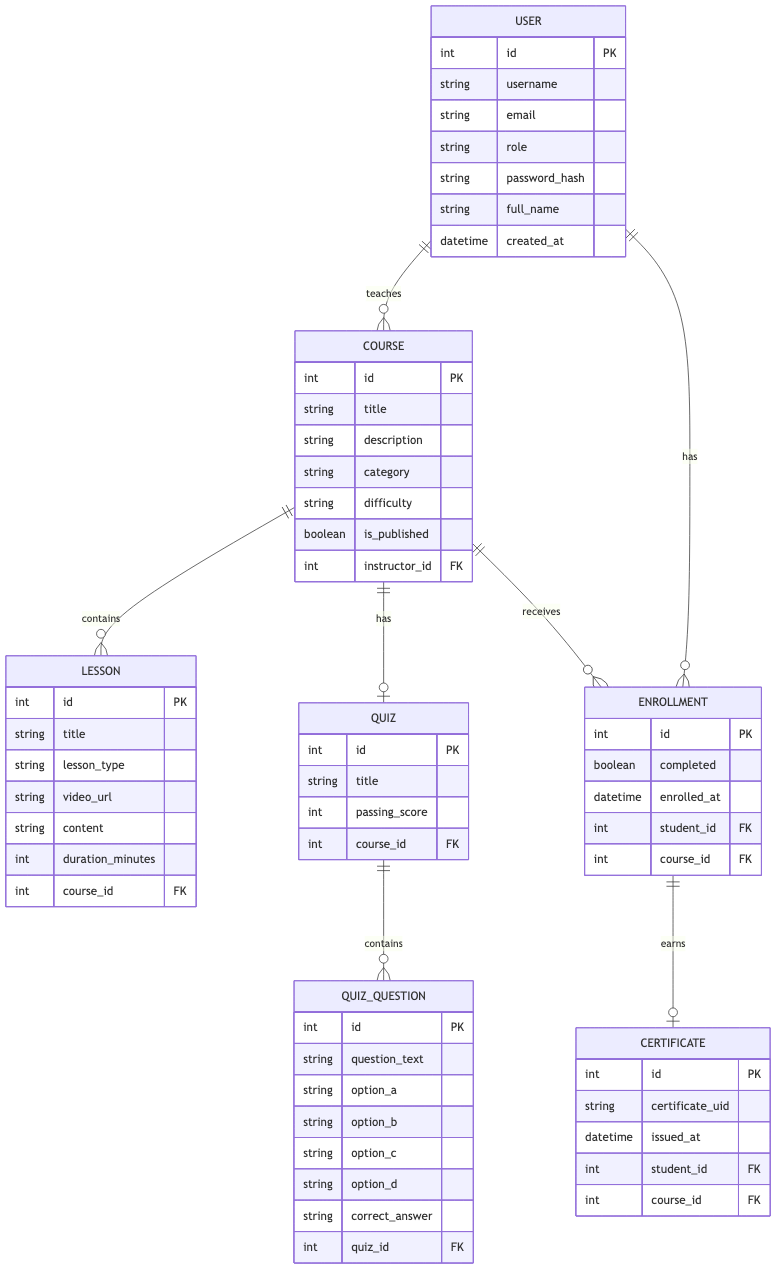 USER
int id PK
string username
string email
string role
string password_hash
string full_name
datetime created_at
teaches
has
COURSE
int id PK
string title
string description
string category
string difficulty
boolean is_published
int instructor_id FK
contains
has
receives
LESSON
int id PK
string title
string lesson_type
string video_url
string content
int duration_minutes
int course_id FK
QUIZ
int id PK
string title
int passing_score
int course_id FK
ENROLLMENT
int id PK
boolean completed
datetime enrolled_at
int student_id FK
int course_id FK
contains
earns
QUIZ_QUESTION
int id PK
string question_text
string option_a
string option_b
string option_c
string option_d
string correct_answer
int quiz_id FK
CERTIFICATE
int id PK
string certificate_uid
datetime issued_at
int student_id FK
int course_id FK